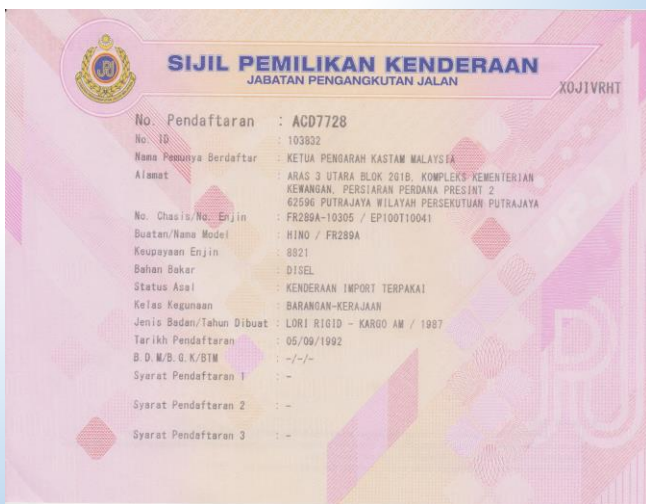 SIJIL PEMILIKAN KENDERAAN
JABATAN PENGANGKUTAN JALAN
XOJIVRHT
No. Pendaftaran : ACD7728
No. ID : 103832
Nama Pemunya Berdaftar : KETUA PENGARAH KASTAM MALAYSIA
Alamat : ARAS 3 UTARA BLOK 2G1B, KOMPLEKS KEMENTERIAN
KEWANGAN, PERSIARAN PERDANA PRESINT 2
62596 PUTRAJAYA WILAYAH PERSEKUTUAN PUTRAJAYA
No. Chasis/No. Enjin : FR289A-10305 / EP100T10041
Buatan/Nama Model : HINO / FR289A
Keupayaan Enjin : 8821
Bahan Bakar : DISEL
Status Asal : KENDERAAN IMPORT TERPAKAI
Kelas Kegunaan : BARANGAN-KERAJAAN
Jenis Badan/Tahun Dibuat : LORI RIGID - KARGO AM / 1987
Tarikh Pendaftaran : 05/09/1992
B.D.M/B.G.K/BTM : -/-/-
Syarat Pendaftaran 1 : -
Syarat Pendaftaran 2 : -
Syarat Pendaftaran 3 : -
JPJ